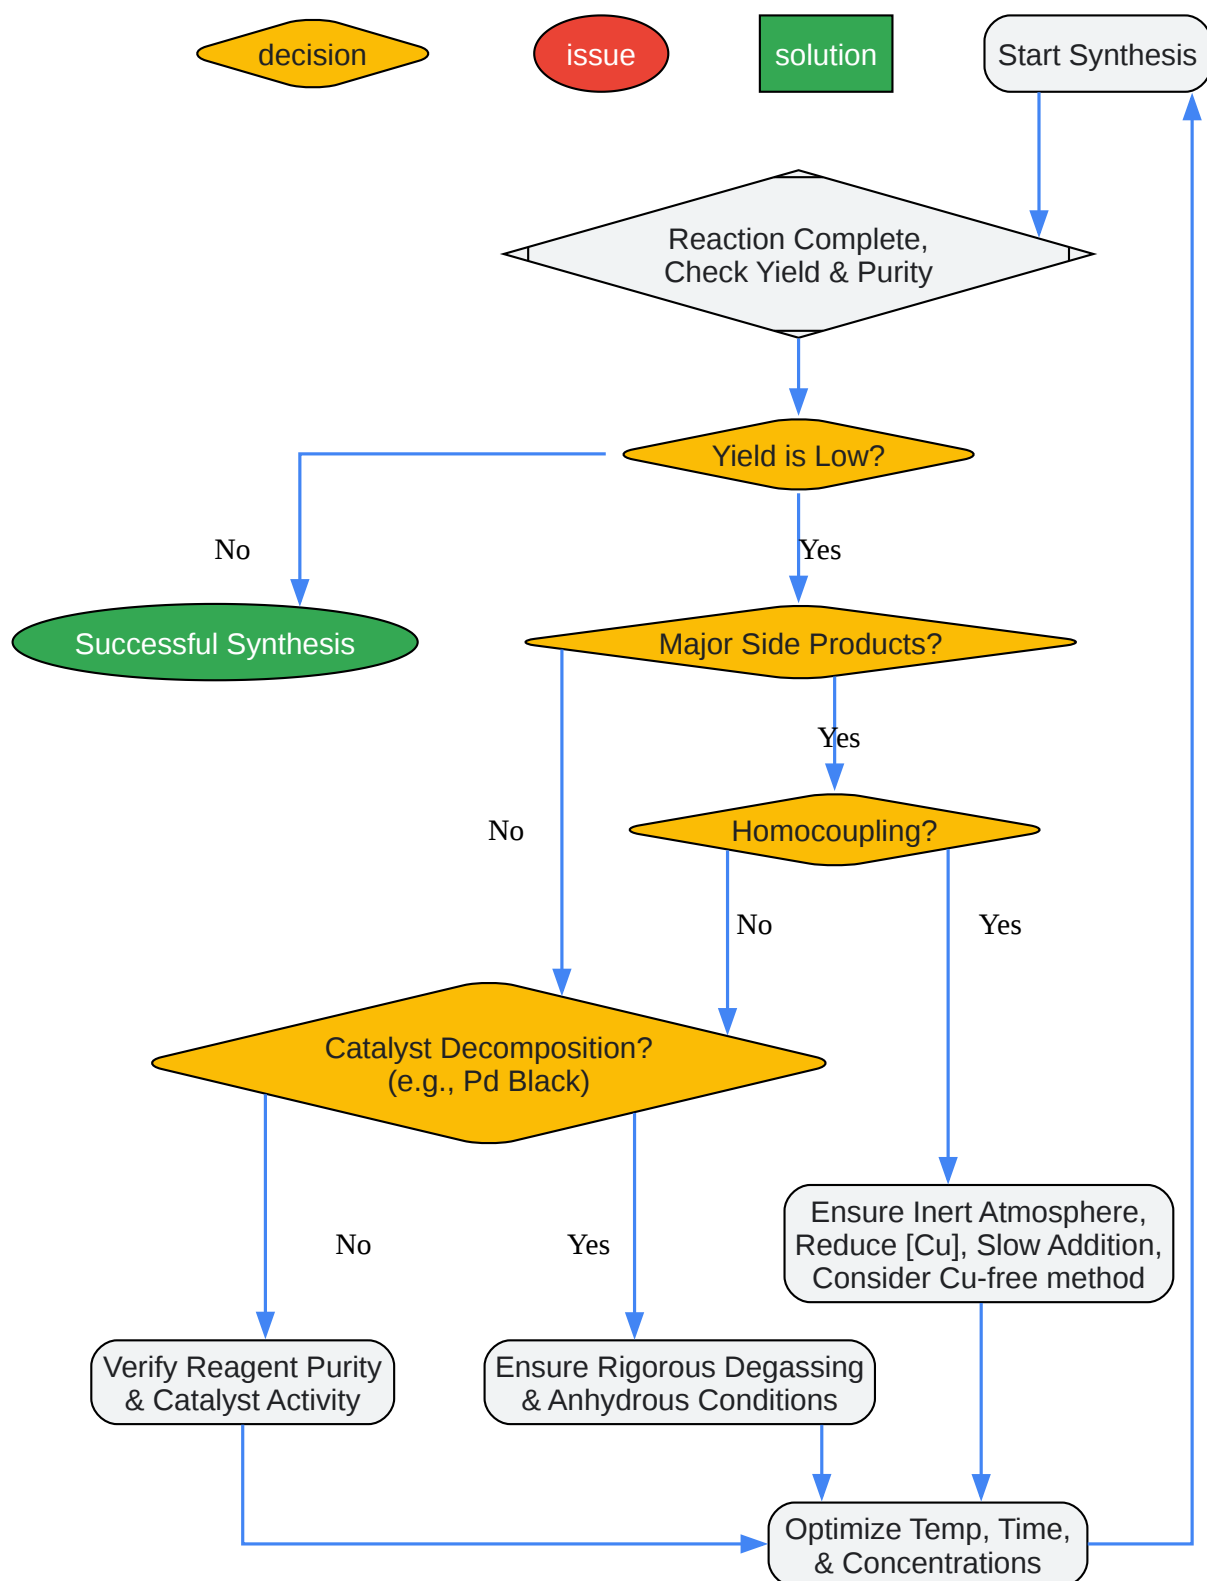 decision
issue
solution
Start Synthesis
Reaction Complete,
Check Yield & Purity
Yield is Low?
No
Yes
Successful Synthesis
Major Side Products?
Yes
No
Homocoupling?
No
Yes
Catalyst Decomposition?
(e.g., Pd Black)
Ensure Inert Atmosphere,
Reduce [Cu], Slow Addition,
Consider Cu-free method
No
Yes
Verify Reagent Purity
& Catalyst Activity
Ensure Rigorous Degassing
& Anhydrous Conditions
Optimize Temp, Time,
& Concentrations